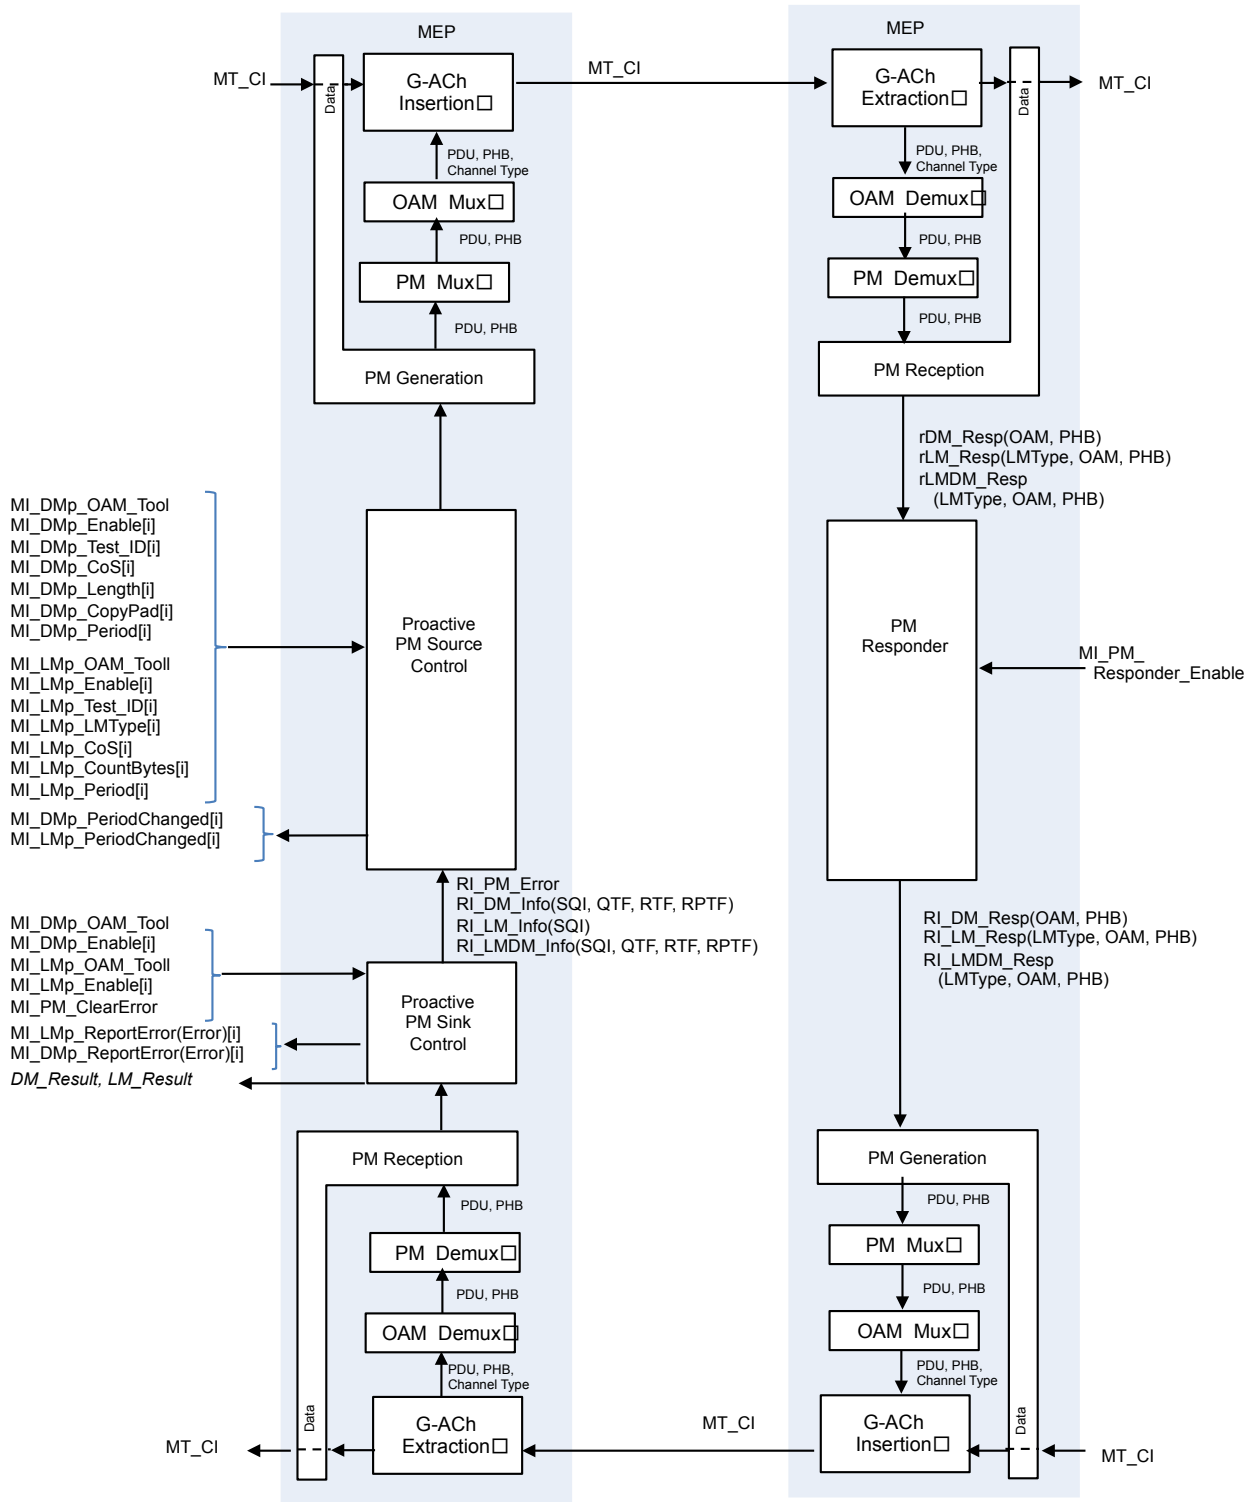 MEP
MEP
MT_CI
Data
G-ACh
Insertion□
MT_CI
G-ACh
Extraction□
Data
MT_CI
PDU, PHB,
Channel Type
PDU, PHB,
Channel Type
OAM Mux□
OAM Demux□
PDU, PHB
PDU, PHB
PM Mux□
PM Demux□
PDU, PHB
PDU, PHB
PM Generation
PM Reception
rDM_Resp(OAM, PHB)
rLM_Resp(LMType, OAM, PHB)
rLMDM_Resp
(LMType, OAM, PHB)
MI_DMp_OAM_Tool
MI_DMp_Enable[i]
MI_DMp_Test_ID[i]
MI_DMp_CoS[i]
MI_DMp_Length[i]
MI_DMp_CopyPad[i]
MI_DMp_Period[i]
MI_LMp_OAM_Tooll
MI_LMp_Enable[i]
MI_LMp_Test_ID[i]
MI_LMp_LMType[i]
MI_LMp_CoS[i]
MI_LMp_CountBytes[i]
MI_LMp_Period[i]
Proactive
PM Source
Control
PM
Responder
MI_PM_
Responder_Enable
MI_DMp_PeriodChanged[i]
MI_LMp_PeriodChanged[i]
RI_PM_Error
RI_DM_Info(SQI, QTF, RTF, RPTF)
RI_LM_Info(SQI)
RI_LMDM_Info(SQI, QTF, RTF, RPTF)
RI_DM_Resp(OAM, PHB)
RI_LM_Resp(LMType, OAM, PHB)
RI_LMDM_Resp
(LMType, OAM, PHB)
MI_DMp_OAM_Tool
MI_DMp_Enable[i]
MI_LMp_OAM_Tooll
MI_LMp_Enable[i]
MI_PM_ClearError
Proactive
PM Sink
Control
MI_LMp_ReportError(Error)[i]
MI_DMp_ReportError(Error)[i]
DM_Result, LM_Result
PM Reception
PM Generation
PDU, PHB
PDU, PHB
PM Demux□
PM Mux□
PDU, PHB
PDU, PHB
OAM Demux□
OAM Mux□
PDU, PHB,
Channel Type
PDU, PHB,
Channel Type
MT_CI
Data
G-ACh
Extraction□
MT_CI
G-ACh
Insertion□
Data
MT_CI